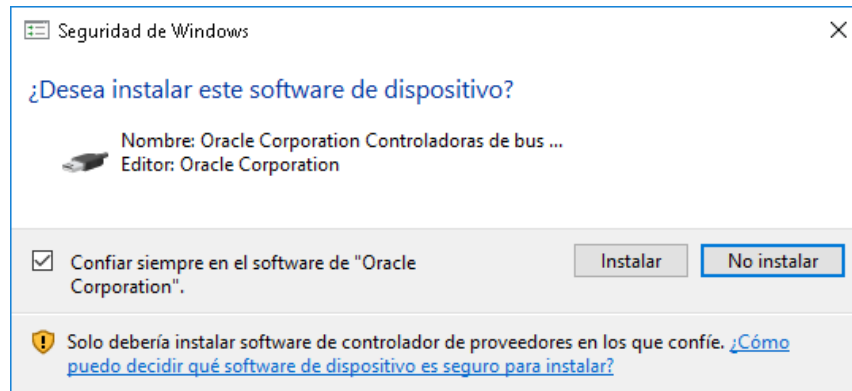 Seguridad de Windows
¿Desea instalar este software de dispositivo?
Nombre: Oracle Corporation Controladoras de bus ...
Editor: Oracle Corporation
Confiar siempre en el software de "Oracle
Corporation".
Instalar
No instalar
Solo debería instalar software de controlador de proveedores en los que confíe. ¿Cómo
puedo decidir qué software de dispositivo es seguro para instalar?